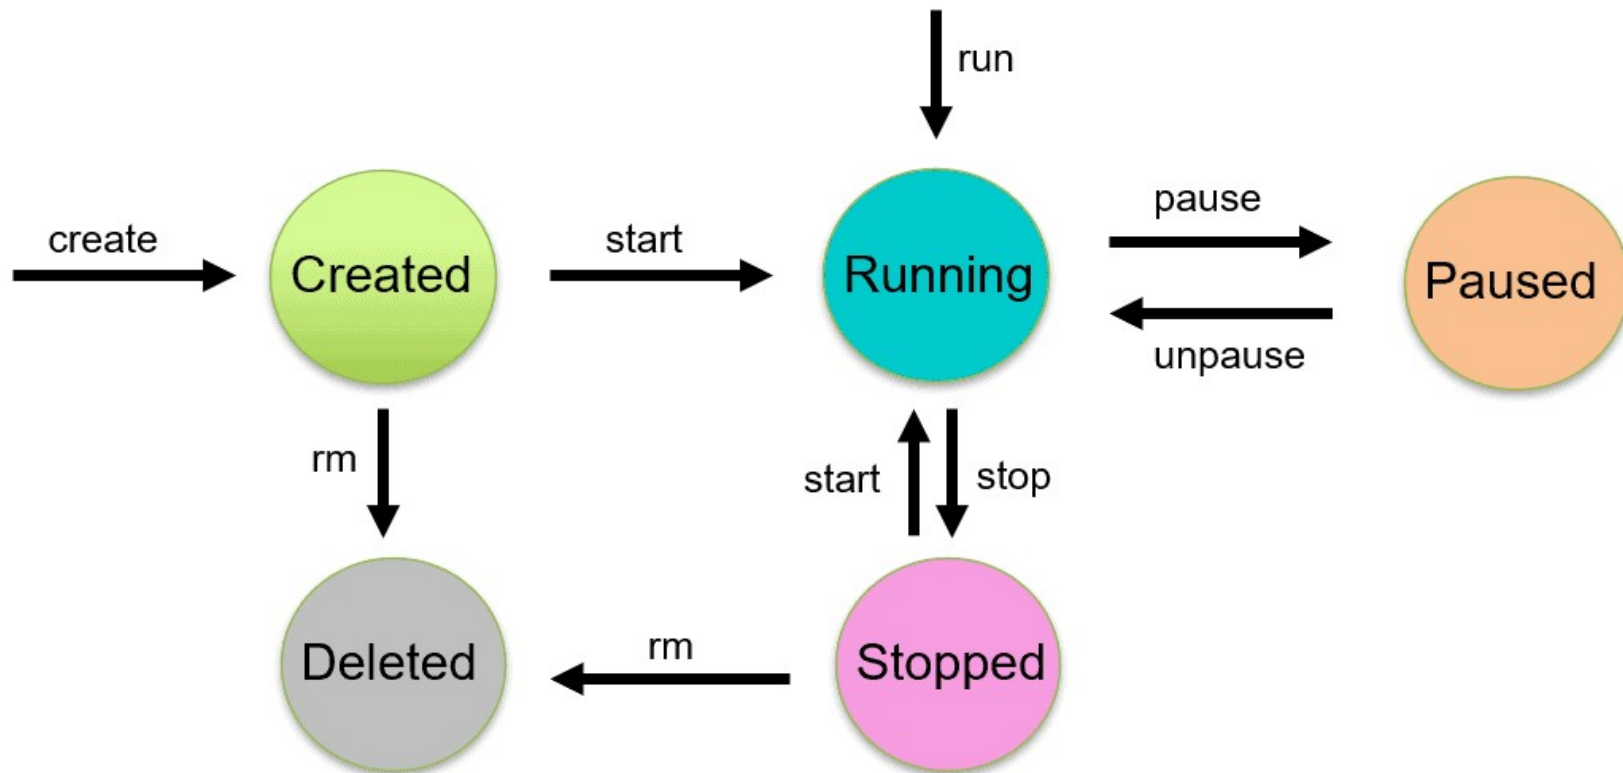 run
create
Created
start
Running
pause
unpause
Paused
rm
start
stop
Deleted
rm
Stopped